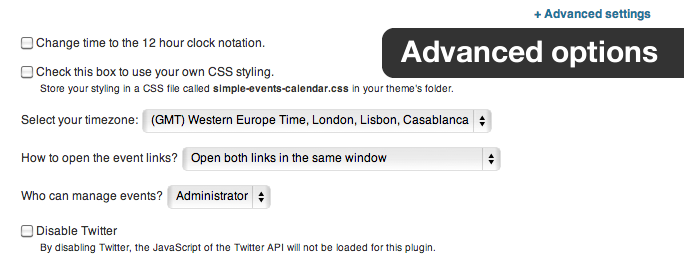 + Advanced settings
Change time to the 12 hour clock notation.
Advanced options
Check this box to use your own CSS styling.
Store your styling in a CSS file called simple-events-calendar.css in your theme's folder.
Select your timezone: (GMT) Western Europe Time, London, Lisbon, Casablanca
How to open the event links? Open both links in the same window
Who can manage events? Administrator
Disable Twitter
By disabling Twitter, the JavaScript of the Twitter API will not be loaded for this plugin.